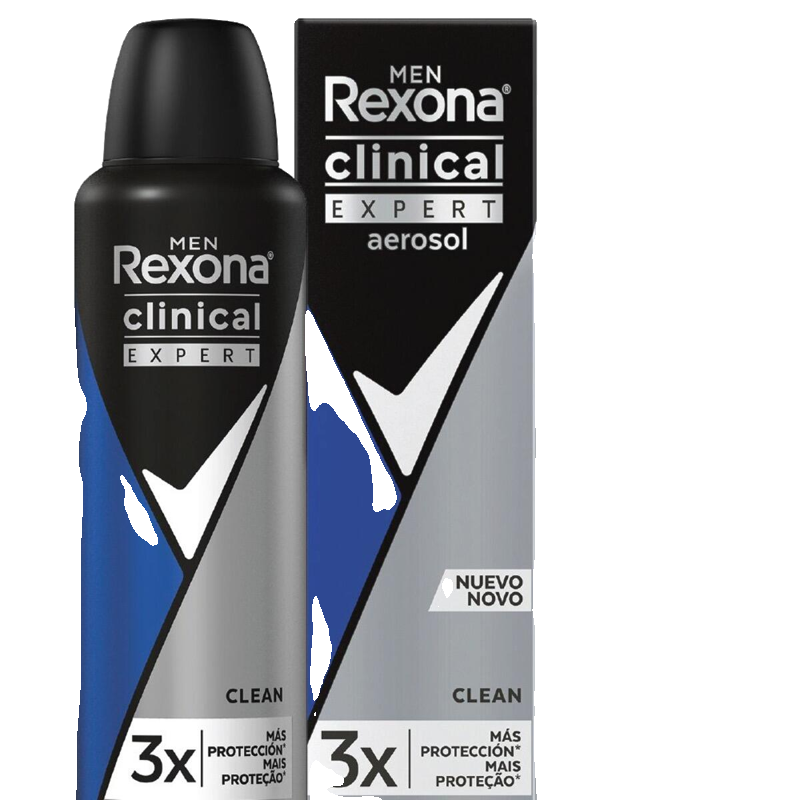 MEN
Rexona®
clinical
EXPERT
CLEAN
3x
MÁS
PROTECCIÓN*
MAIS
PROTEÇÃO*
MEN
Rexona®
clinical
EXPERT
aerosol
NUEVO
NOVO
CLEAN
3x
MÁS
PROTECCIÓN*
MAIS
PROTEÇÃO*